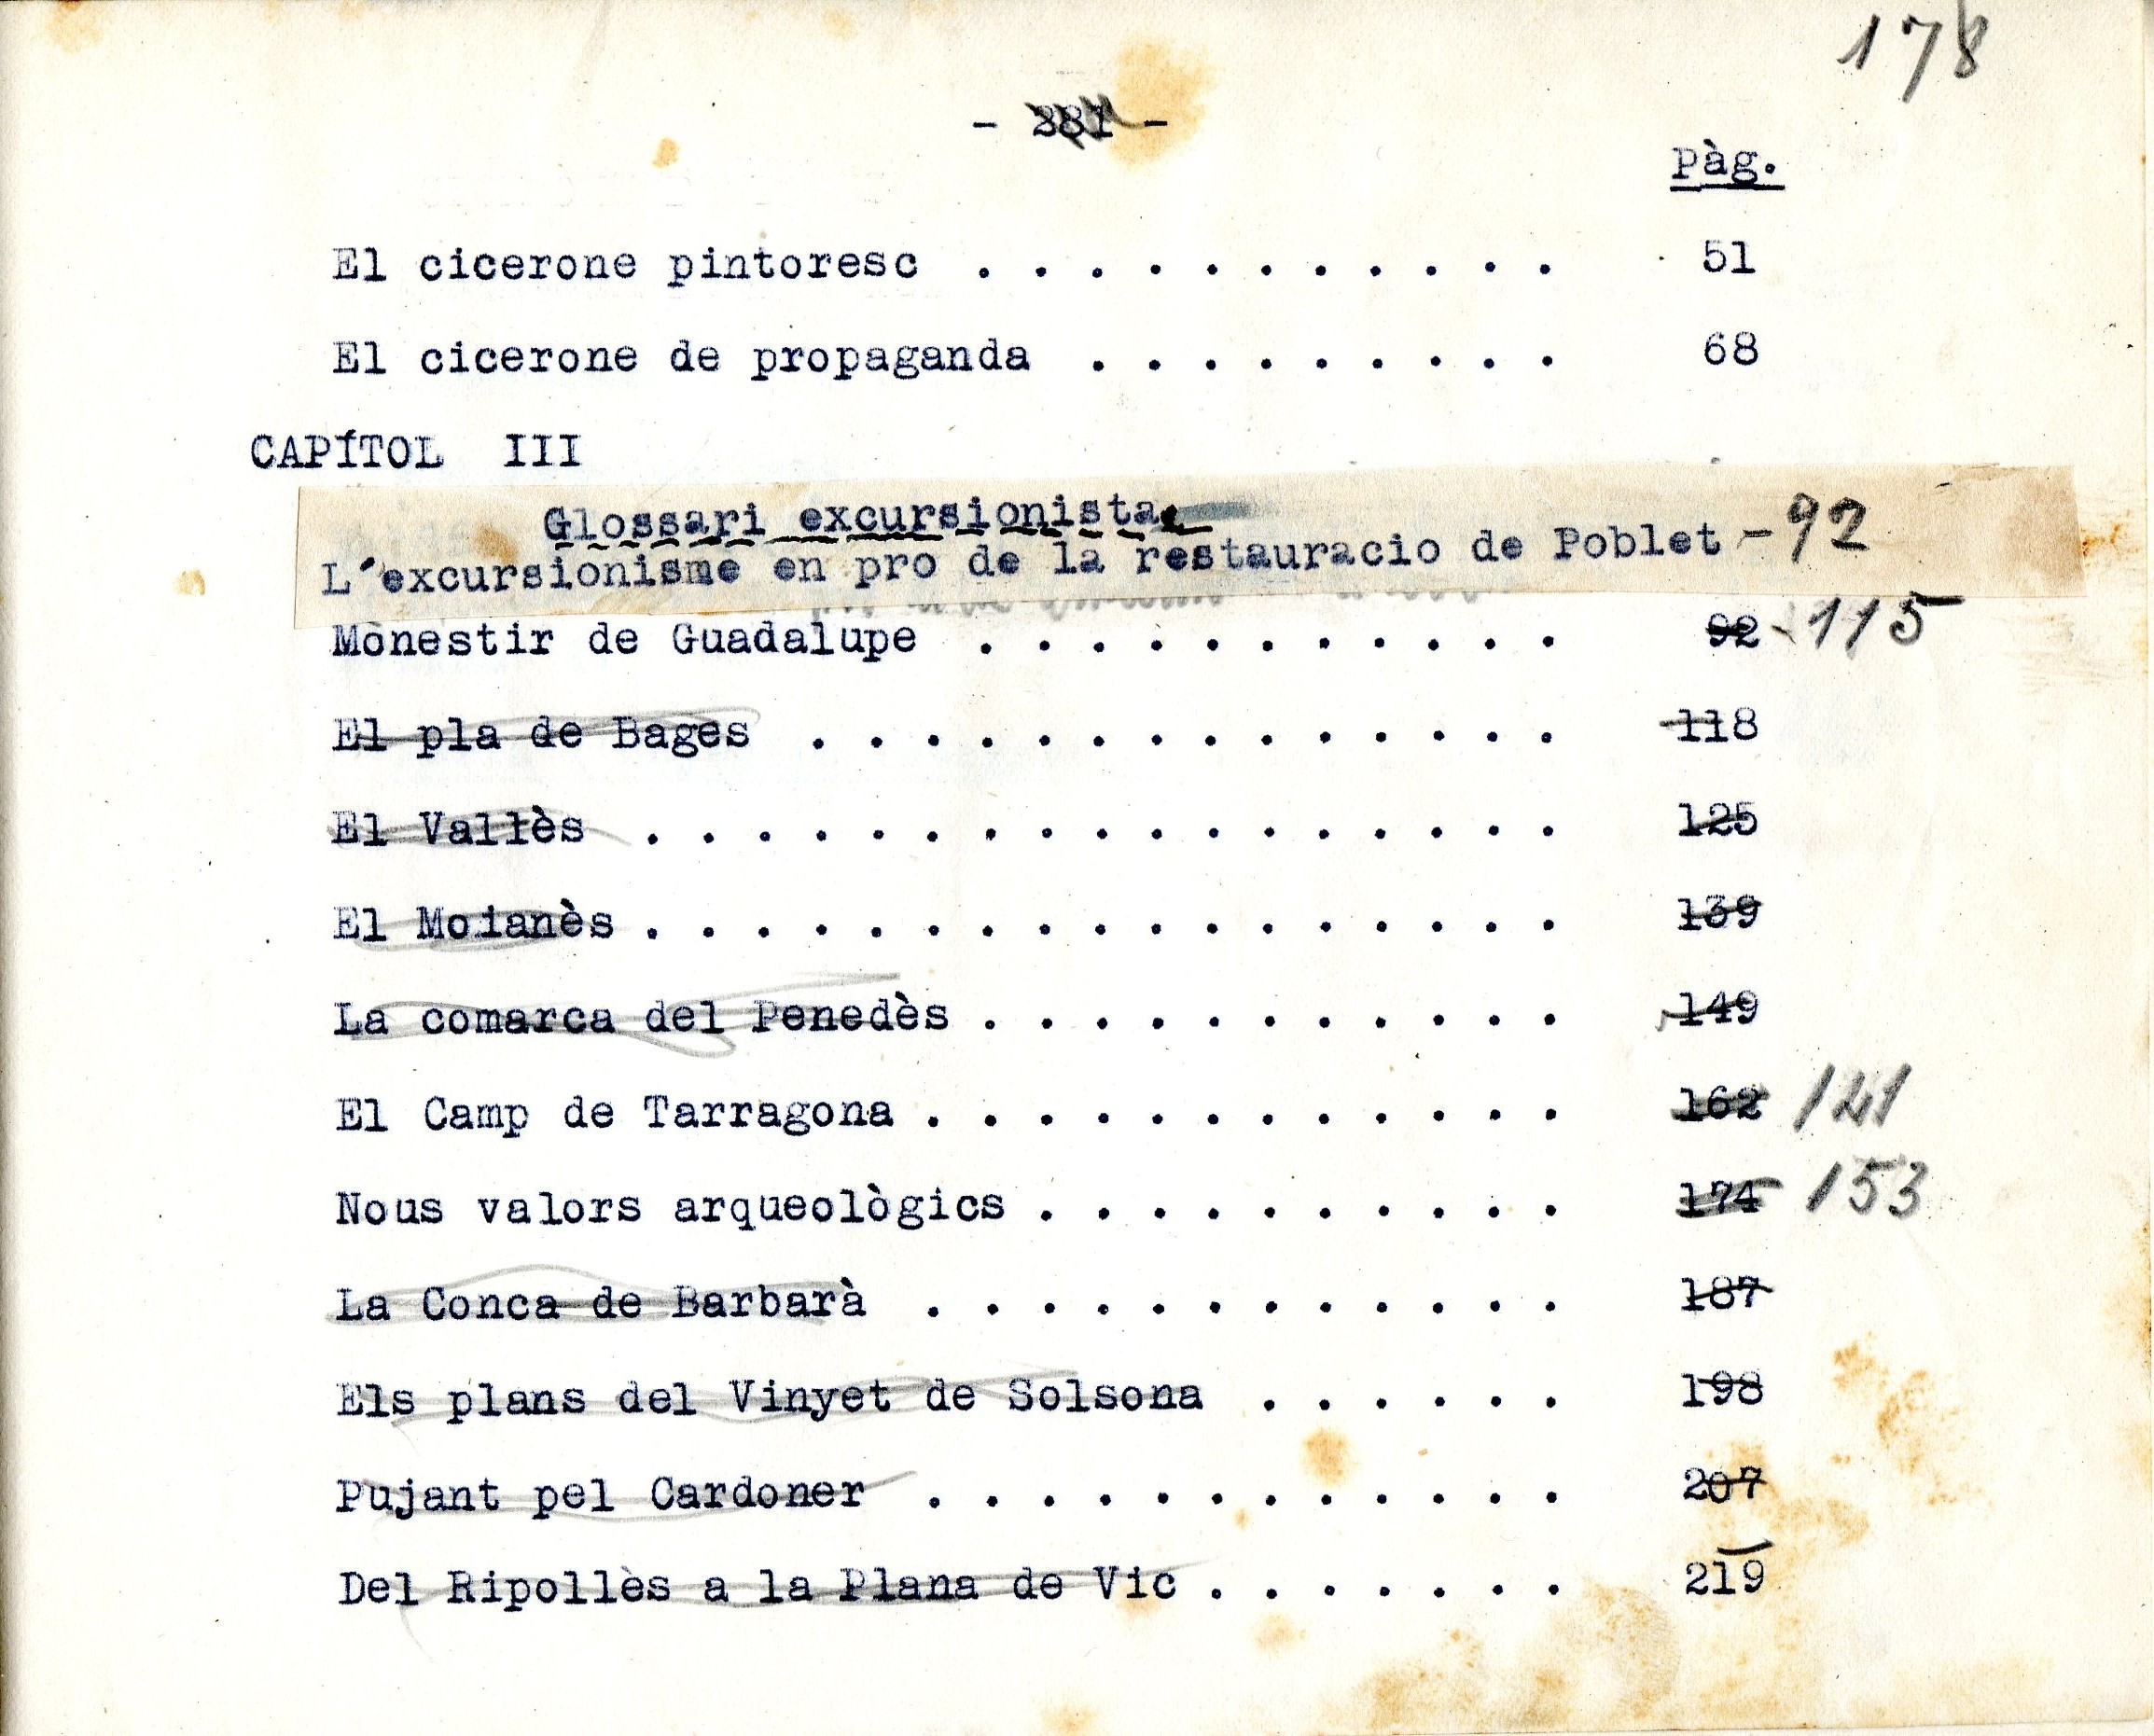 178
- 381 -
Pàg.
El cicerone pintoresc . . . . . . . . . . . 51
El cicerone de propaganda . . . . . . . . . 68
CAPÍTOL III
Glossari excursionista
L'excursionisme en pro de la restauracio de Poblet - 92
Monestir de Guadalupe . . . . . . . . . . . 92 - 115
El pla de Bages . . . . . . . . . . . . . . 118
El Vallès . . . . . . . . . . . . . . . . . 125
El Moianès . . . . . . . . . . . . . . . . . 139
La comarca del Penedès . . . . . . . . . . . 149
El Camp de Tarragona . . . . . . . . . . . . 162 121
Nous valors arqueològics . . . . . . . . . . 174 153
La Conca de Barbarà . . . . . . . . . . . . 187
Els plans del Vinyet de Solsona . . . . . . 198
Pujant pel Cardoner . . . . . . . . . . . . 207
Del Ripollès a la Plana de Vic . . . . . . . 219